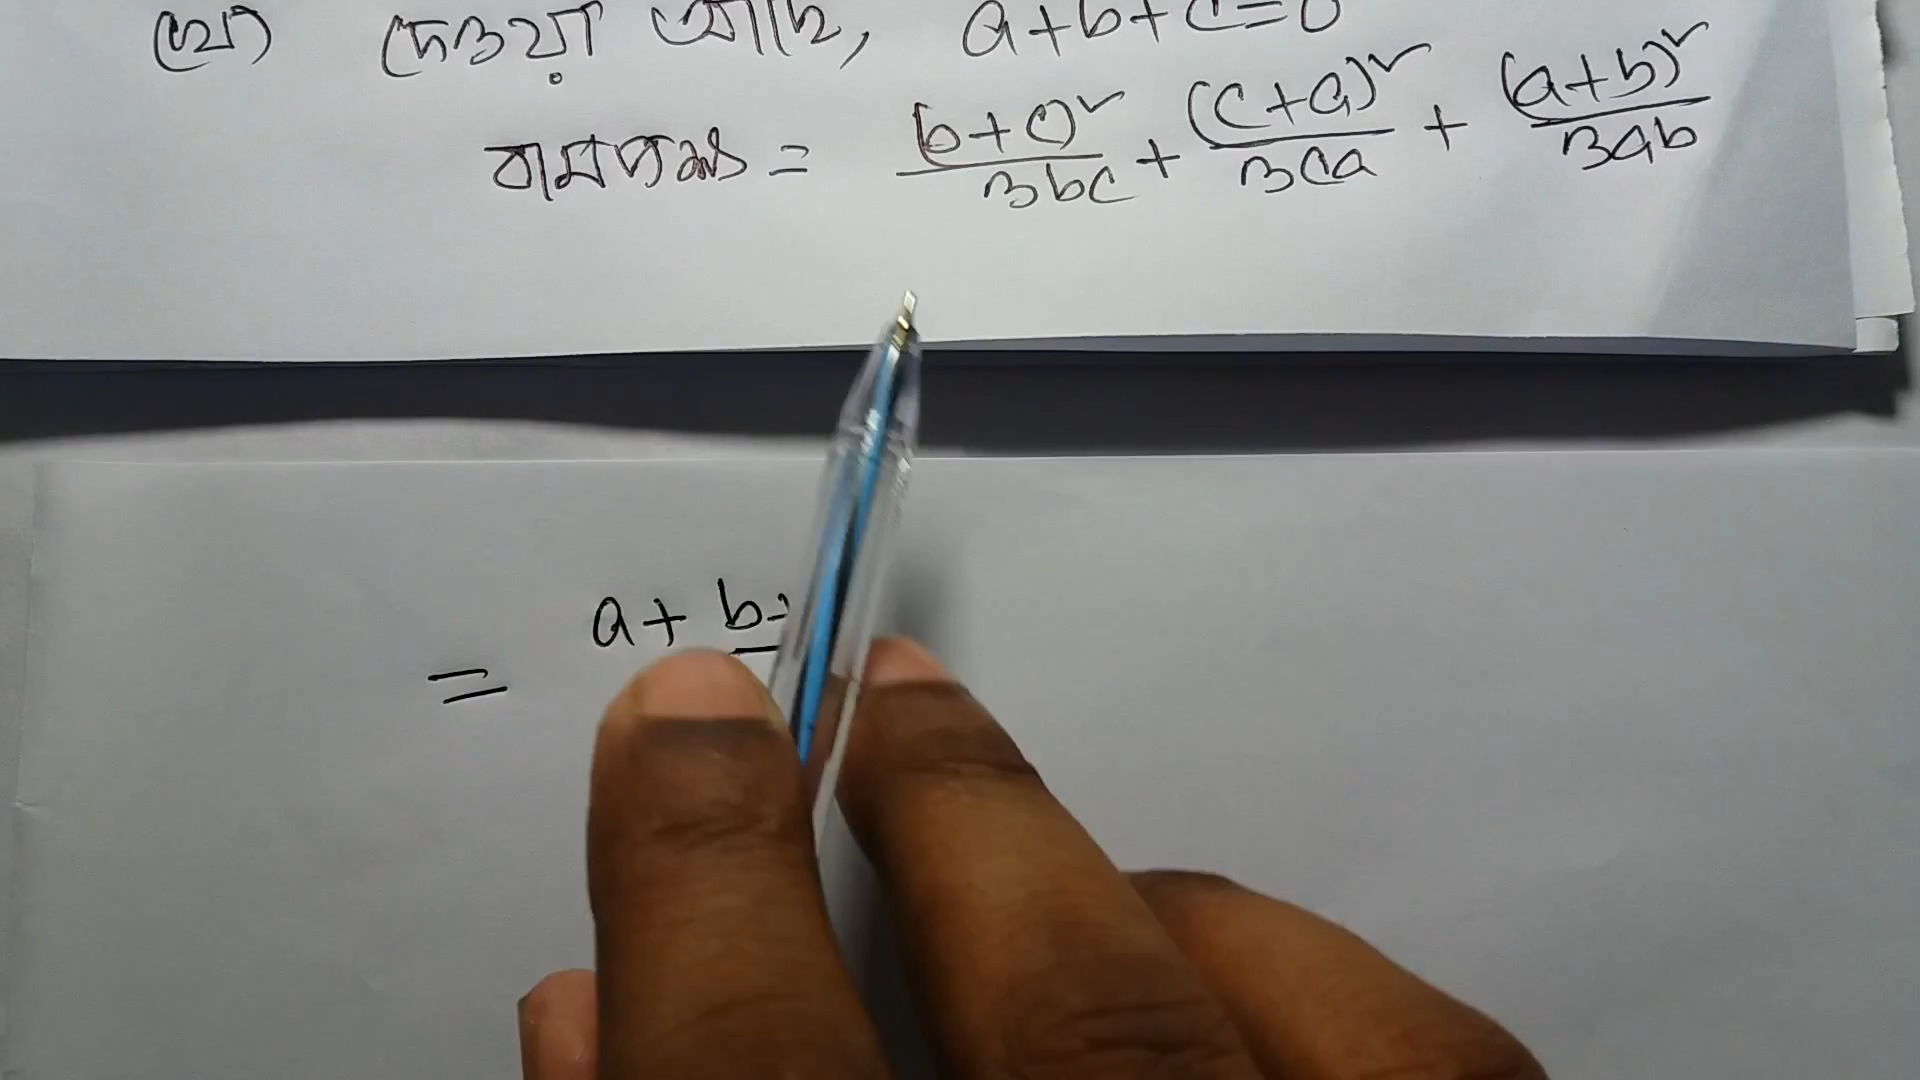 (খ) দেওয়া আছে, a+b+c=0
বামপক্ষ = (b+c)²/3bc + (c+a)²/3ca + (a+b)²/3ab
= a+b+